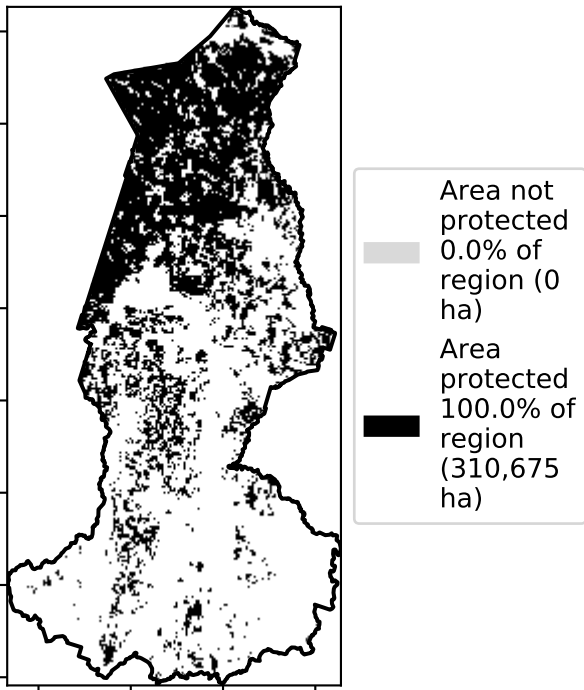 Area not
protected
0.0% of
region (0
ha)
Area
protected
100.0% of
region
(310,675
ha)